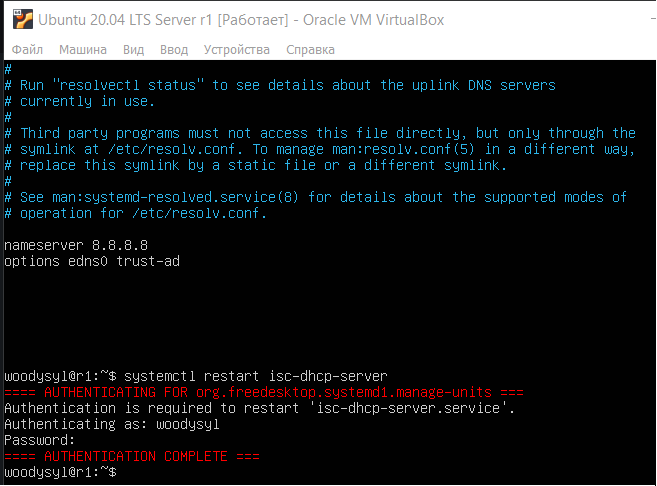 Ubuntu 20.04 LTS Server r1 [Работает] - Oracle VM VirtualBox
Файл Машина Вид Ввод Устройства Справка
#
# Run "resolvectl status" to see details about the uplink DNS servers
# currently in use.
#
# Third party programs must not access this file directly, but only through the
# symlink at /etc/resolv.conf. To manage man:resolv.conf(5) in a different way,
# replace this symlink by a static file or a different symlink.
#
# See man:systemd-resolved.service(8) for details about the supported modes of
# operation for /etc/resolv.conf.
nameserver 8.8.8.8
options edns0 trust-ad
woodysyl@r1:~$ systemctl restart isc-dhcp-server
==== AUTHENTICATING FOR org.freedesktop.systemd1.manage-units ===
Authentication is required to restart 'isc-dhcp-server.service'.
Authenticating as: woodysyl
Password:
==== AUTHENTICATION COMPLETE ===
woodysyl@r1:~$